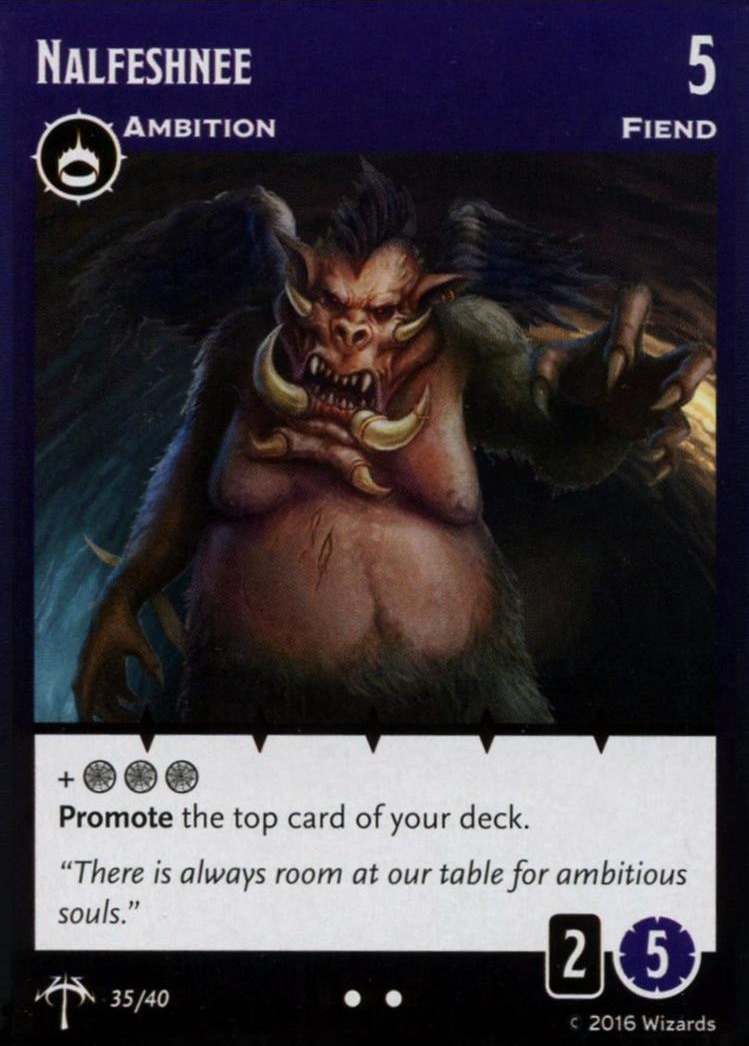 NALFESHNEE 5
AMBITION FIEND
+
Promote the top card of your deck.
“There is always room at our table for ambitious
souls.”
2 5
35/40
© 2016 Wizards